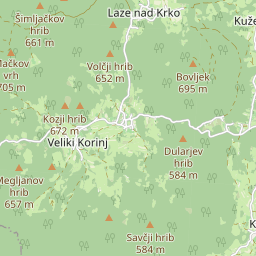 Laze nad Krko
Šimljačkov
hrib
661 m
Kuže
Mačkov
vrh
705 m
Volčji hrib
652 m
Bovljek
695 m
Kozji hrib
672 m
Veliki Korinj
Dularjev
hrib
584 m
Megljanov
hrib
657 m
Savčji hrib
584 m
K